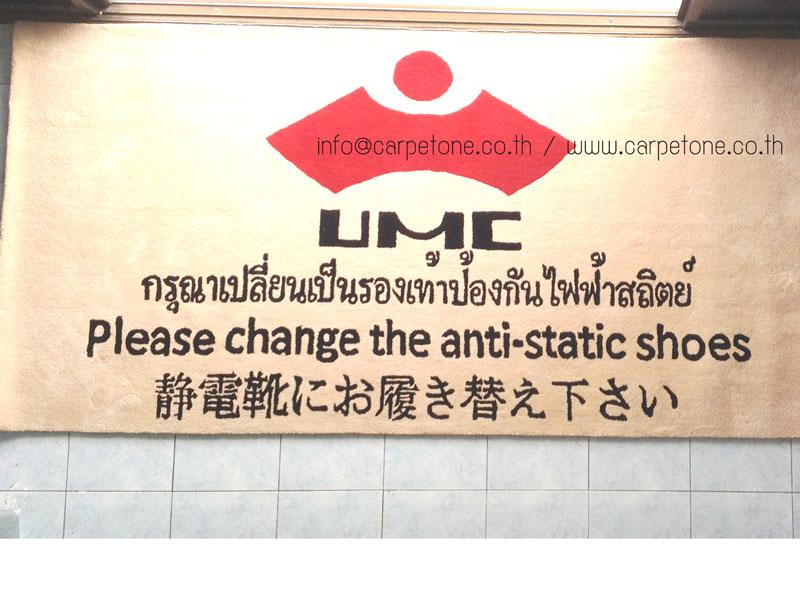 info@carpetone.co.th / www.carpetone.co.th
UMC
กรุณาเปลี่ยนเป็นรองเท้าป้องกันไฟฟ้าสถิตย์
Please change the anti-static shoes
静電靴にお履き替え下さい